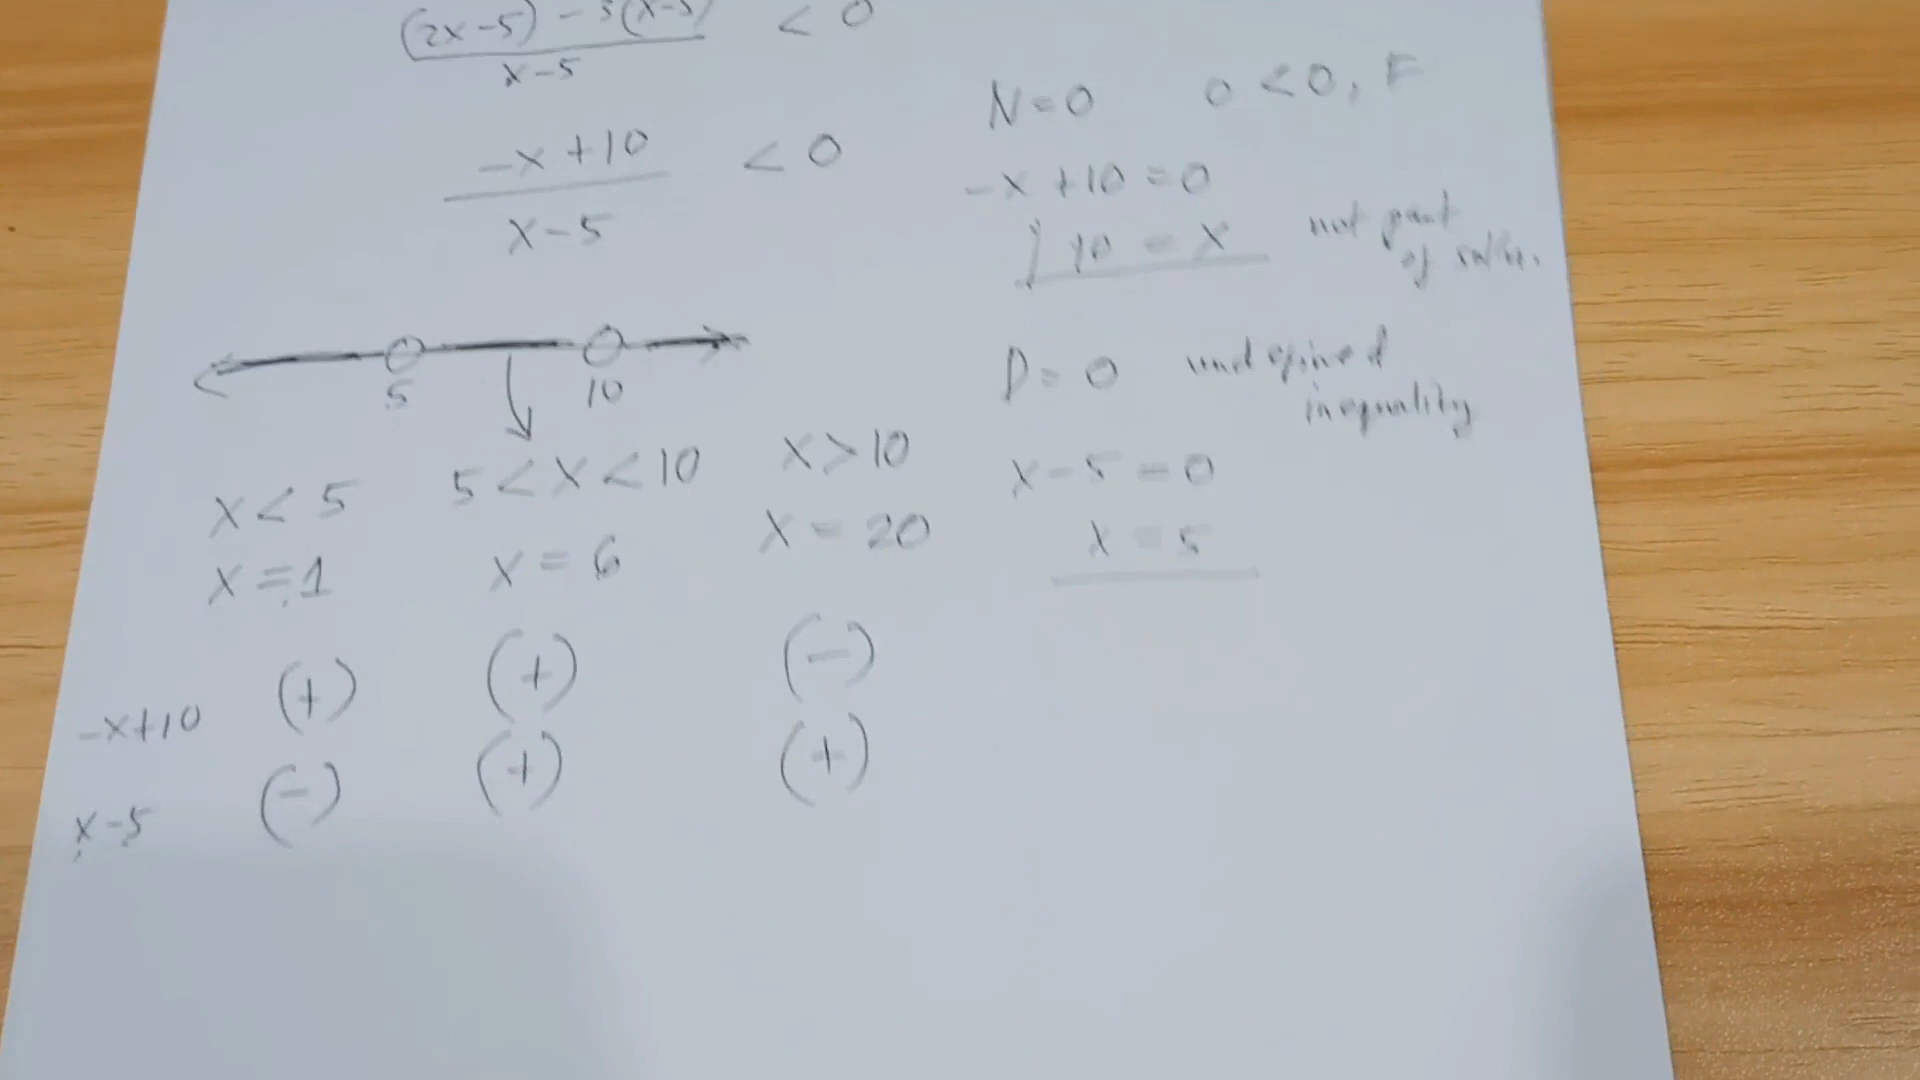 (2x-5) - 3(x-5) < 0
x-5
-x+10 < 0
x-5
5 10
x < 5 5 < x < 10 x > 10
x = 1 x = 6 x = 20
-x+10 (+) (+) (-)
x-5 (-) (+) (+)
N = 0 0 < 0, F
-x + 10 = 0
10 = x not part
of
D = 0 undefined
inequality
x - 5 = 0
x = 5